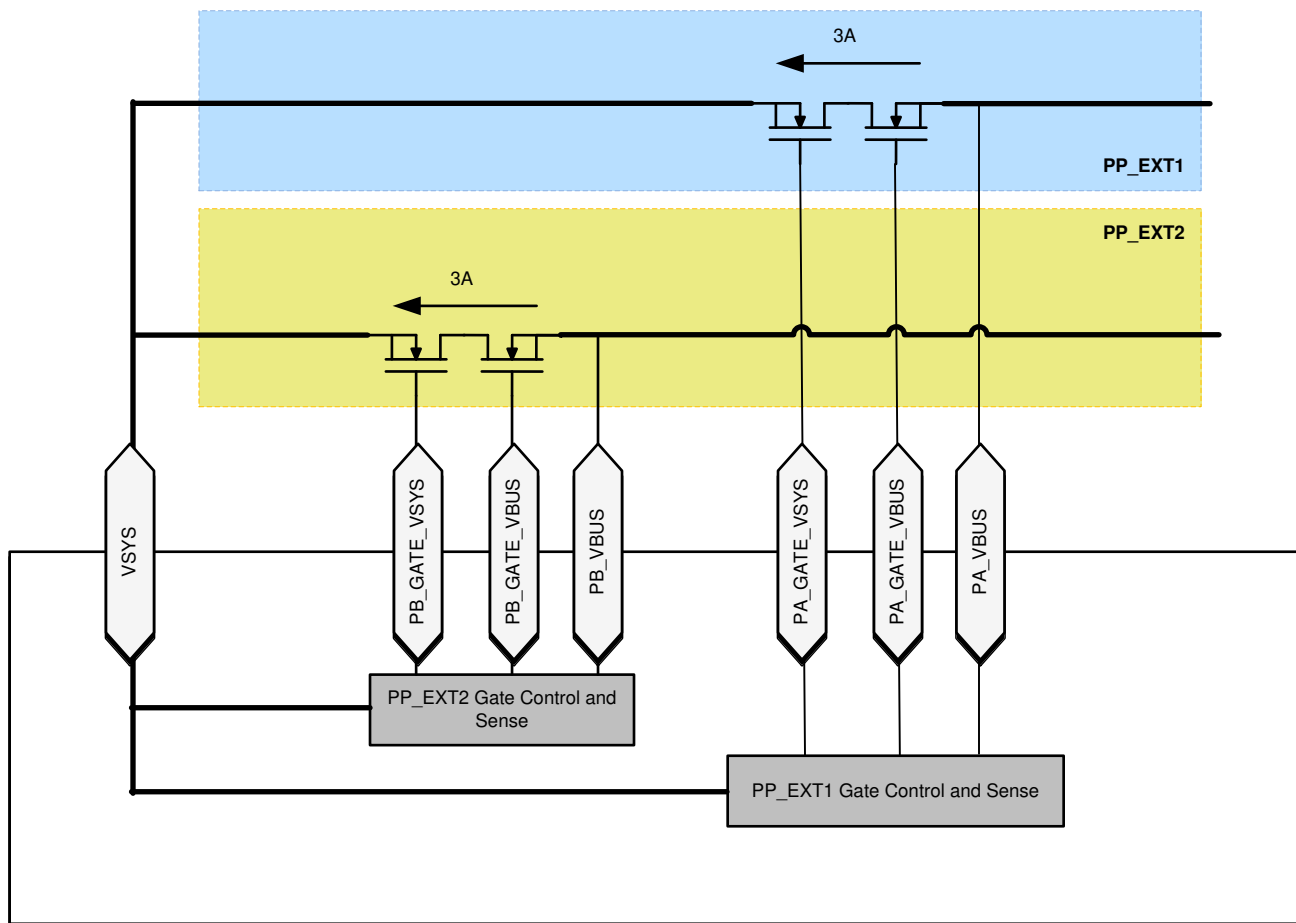 3A
PP_EXT1
PP_EXT2
3A
VSYS
PB_GATE_VSYS
PB_GATE_VBUS
PB_VBUS
PA_GATE_VSYS
PA_GATE_VBUS
PA_VBUS
PP_EXT2 Gate Control and
Sense
PP_EXT1 Gate Control and Sense